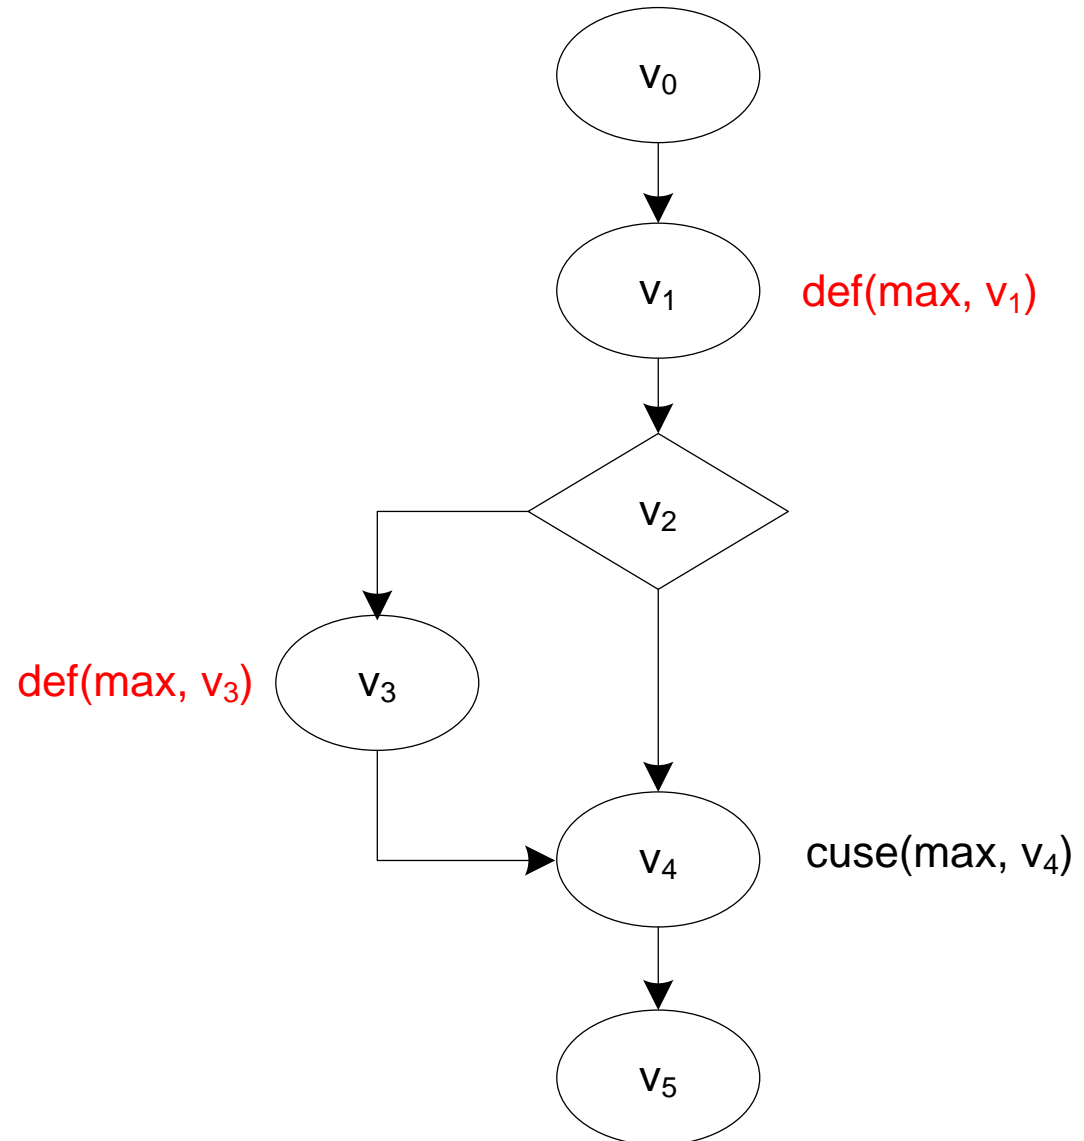 v₀
v₁
def(max, v₁)
v₂
def(max, v₃)
v₃
v₄
cuse(max, v₄)
v₅